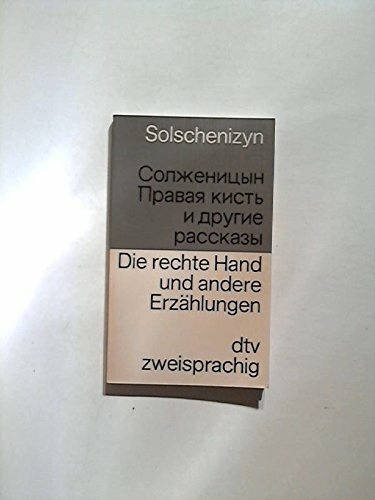 Solschenizyn
Солженицын
Правая кисть
и другие
рассказы
Die rechte Hand
und andere
Erzählungen
dtv
zweisprachig